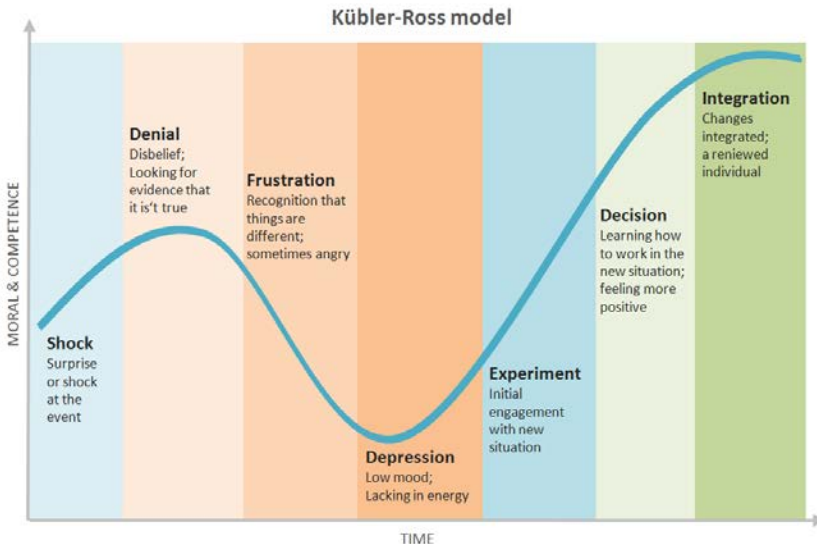 Kübler-Ross model
MORAL & COMPETENCE
Shock
Surprise
or shock
at the
event
Denial
Disbelief;
Looking for
evidence that
it is't true
Frustration
Recognition that
things are
different;
sometimes angry
Depression
Low mood;
Lacking in energy
Experiment
Initial
engagement
with new
situation
Decision
Learning how
to work in the
new situation;
feeling more
positive
Integration
Changes
integrated;
a reniewed
individual
TIME